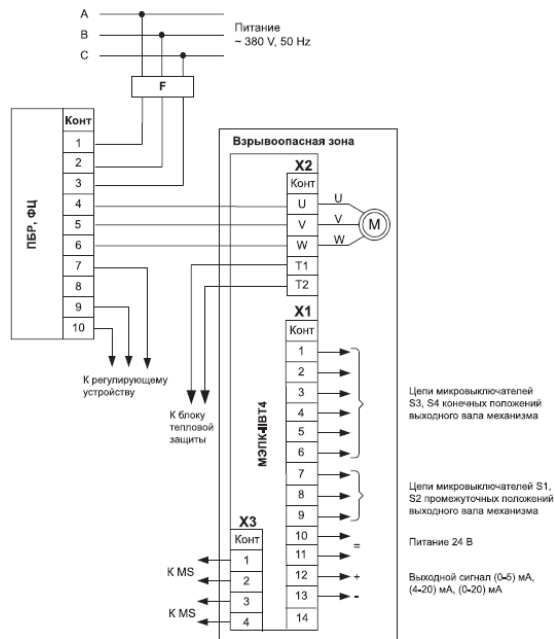 A
B
C
Питание
~ 380 V, 50 Hz
F
ПБР, ФЦ
Конт
1
2
3
4
5
6
7
8
9
10
К регулирующему
устройству
К блоку
тепловой
защиты
Взрывоопасная зона
МЭПК-IIВТ4
X2
Конт
U
V
W
T1
T2
U
V
W
M
X1
Конт
1
2
3
4
5
6
7
8
9
10
11
12
13
14
=
+
-
Цепи микровыключателей
S3, S4 конечных положений
выходного вала механизма
Цепи микровыключателей S1,
S2 промежуточных положений
выходного вала механизма
Питание 24 В
Выходной сигнал (0-5) мА,
(4-20) мА, (0-20) мА
X3
Конт
1
2
3
4
К MS
К MS